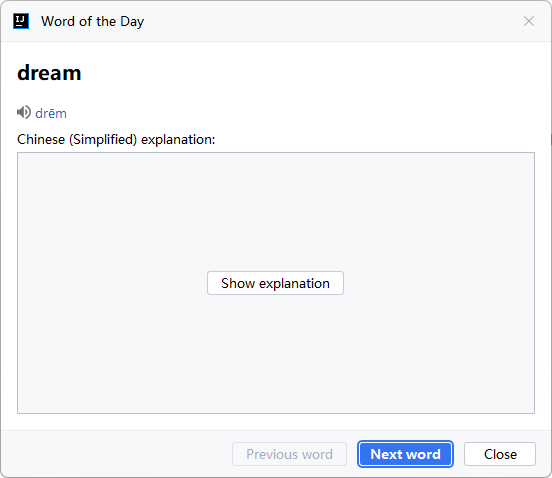 IJ
Word of the Day
dream
drēm
Chinese (Simplified) explanation:
Show explanation
Previous word
Next word
Close